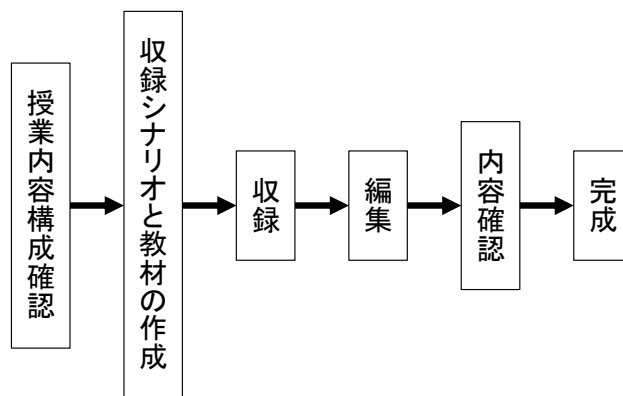 授業内容構成確認
収録シナリオと教材の作成
収録
編集
内容確認
完成